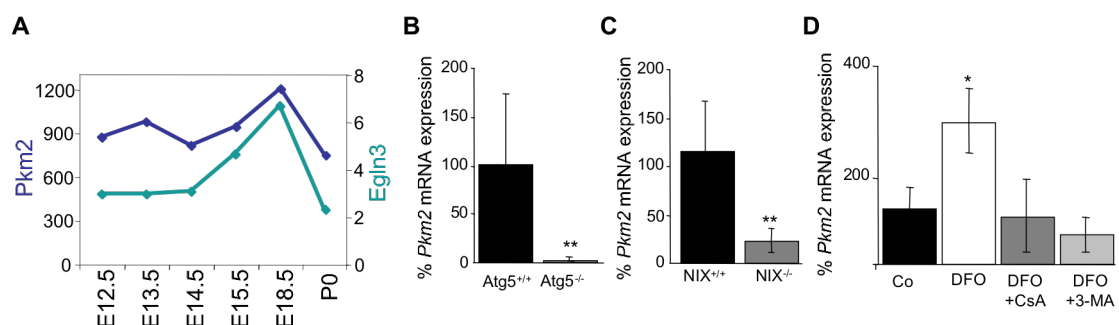 A
Pkm2
1200
900
600
300
0
8
6
4
2
0
Egln3
E12.5
E13.5
E14.5
E15.5
E18.5
P0
B
% Pkm2 mRNA expression
200
150
100
50
0
**
Atg5+/+
Atg5-/-
C
% Pkm2 mRNA expression
200
150
100
50
0
**
NIX+/+
NIX-/-
D
% Pkm2 mRNA expression
400
200
*
Co
DFO
DFO
+CsA
DFO
+3-MA